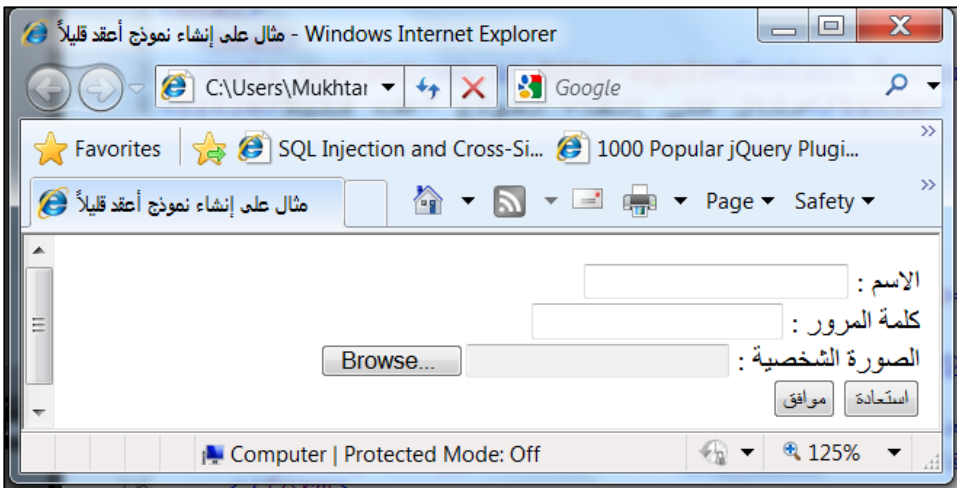 مثال على إنشاء نموذج أعقد قليلاً - Windows Internet Explorer
C:\Users\Mukhtar
Google
Favorites
SQL Injection and Cross-Si...
1000 Popular jQuery Plugi...
مثال على إنشاء نموذج أعقد قليلاً
Page
Safety
الاسم :
كلمة المرور :
الصورة الشخصية :
Browse...
استعادة
موافق
Computer | Protected Mode: Off
125%